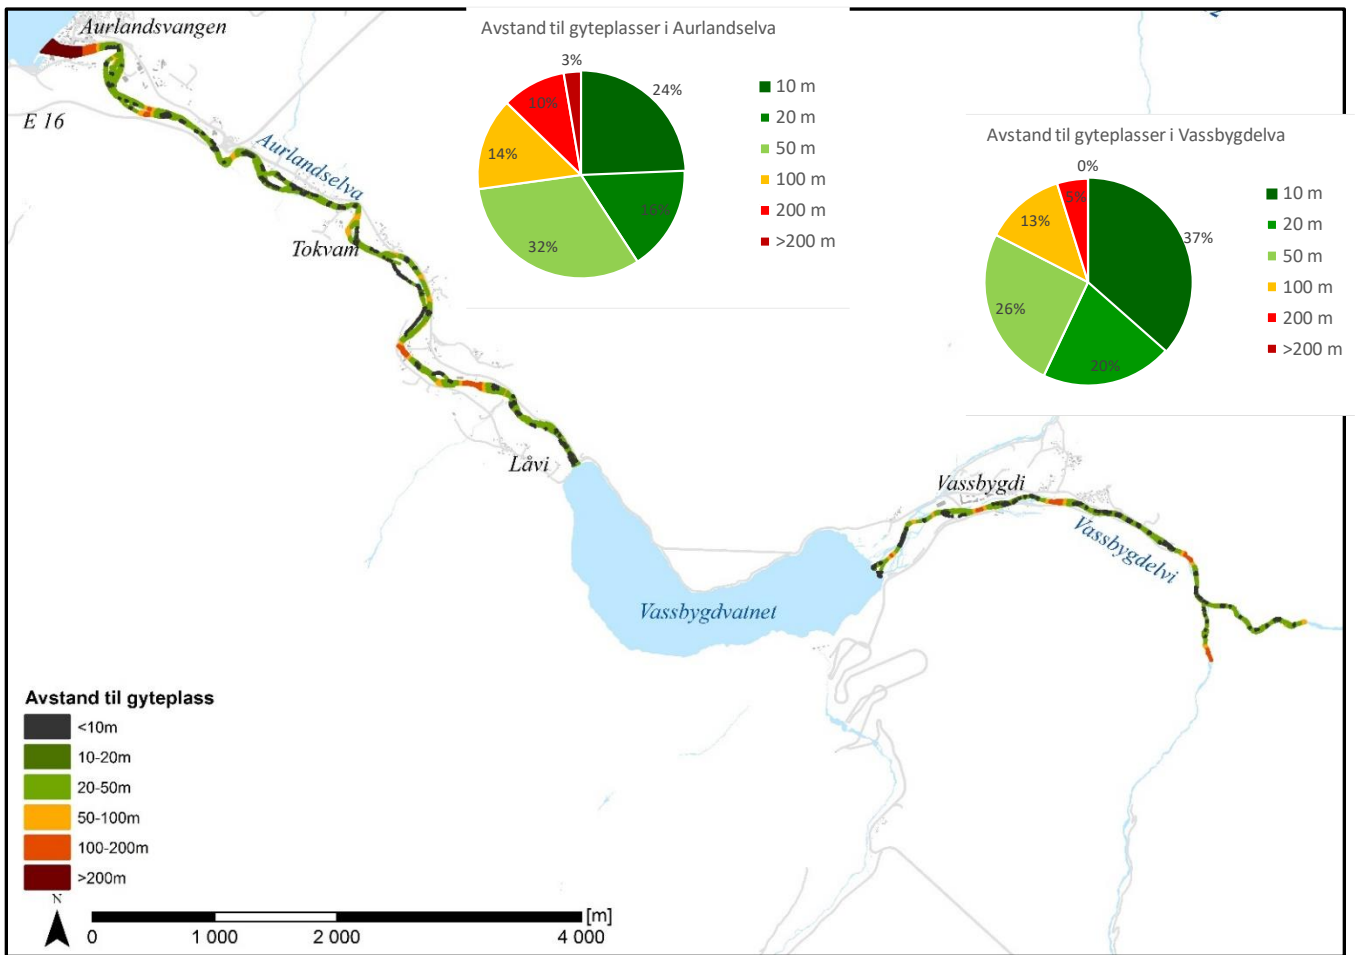 Aurlandsvangen
E 16
Aurlandselva
Tokvam
Låvi
Vassbygdvatnet
Vassbygdi
Vassbygdelvi
Avstand til gyteplasser i Aurlandselva
3%
24%
10%
14%
16%
32%
10 m
20 m
50 m
100 m
200 m
>200 m
Avstand til gyteplasser i Vassbygdelva
0%
5%
13%
37%
26%
20%
10 m
20 m
50 m
100 m
200 m
>200 m
Avstand til gyteplass
<10m
10-20m
20-50m
50-100m
100-200m
>200m
N
[m]
0 1 000 2 000 4 000